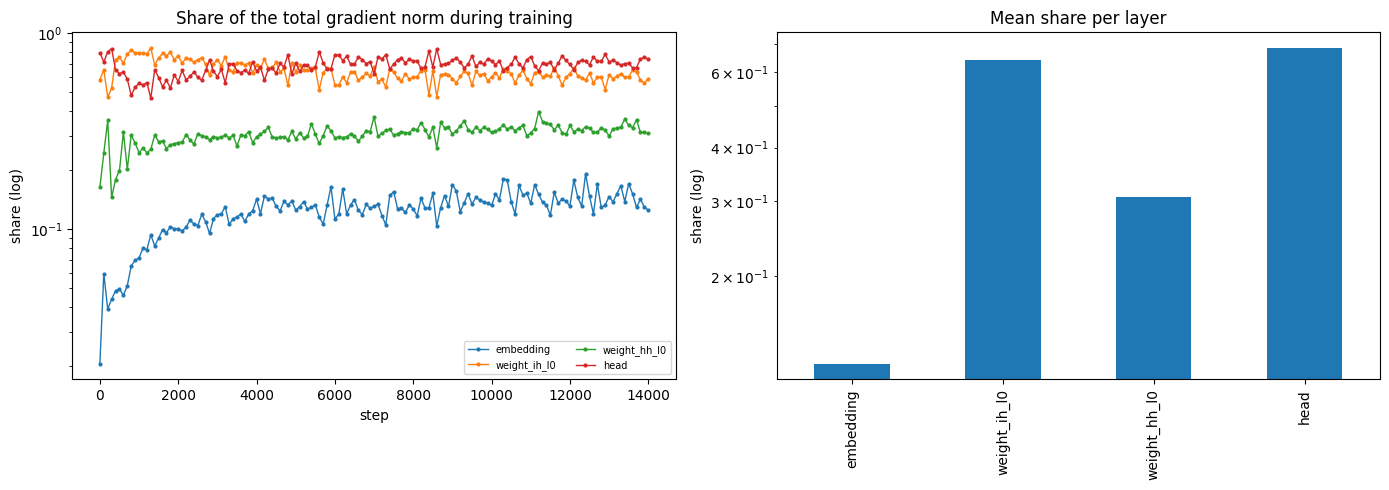 Share of the total gradient norm during training
share (log)
10^0
10^-1
0 2000 4000 6000 8000 10000 12000 14000
step
embedding
weight_ih_l0
weight_hh_l0
head
Mean share per layer
share (log)
6 × 10^-1
4 × 10^-1
3 × 10^-1
2 × 10^-1
embedding
weight_ih_l0
weight_hh_l0
head